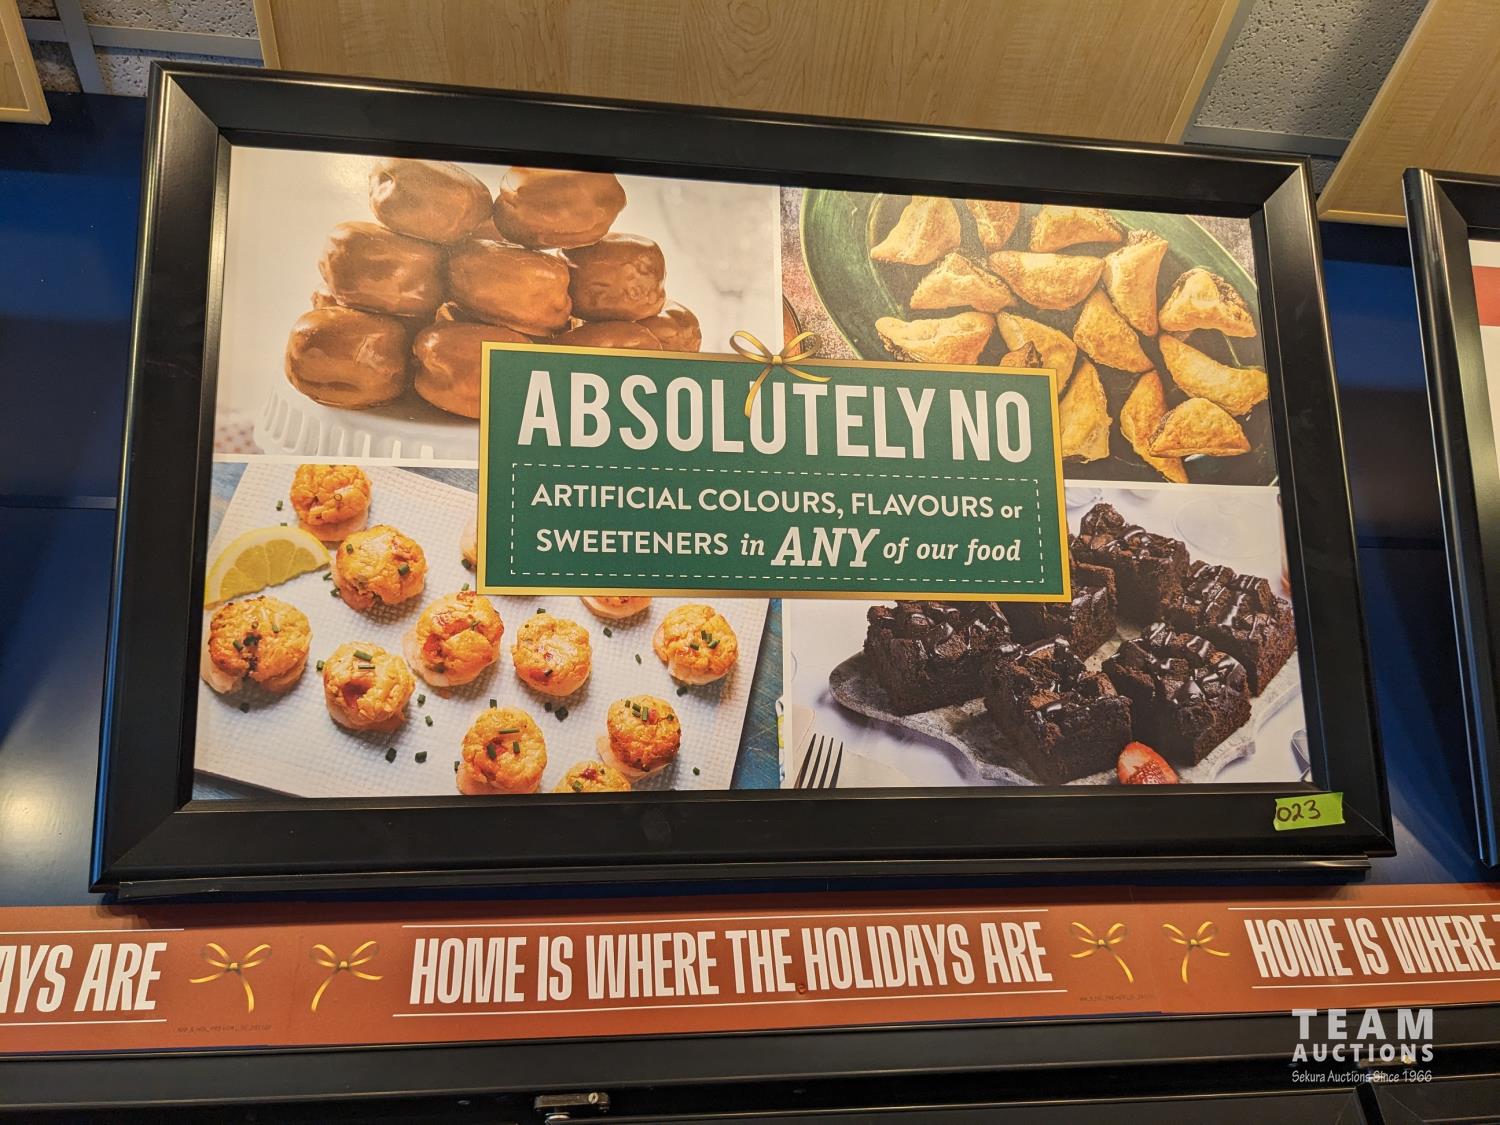 ABSOLUTELY NO
ARTIFICIAL COLOURS, FLAVOURS or
SWEETENERS in ANY of our food
023
AYS ARE
HOME IS WHERE THE HOLIDAYS ARE
HOME IS WHERE
TEAM
AUCTIONS
Sekura Auctions Since 1966